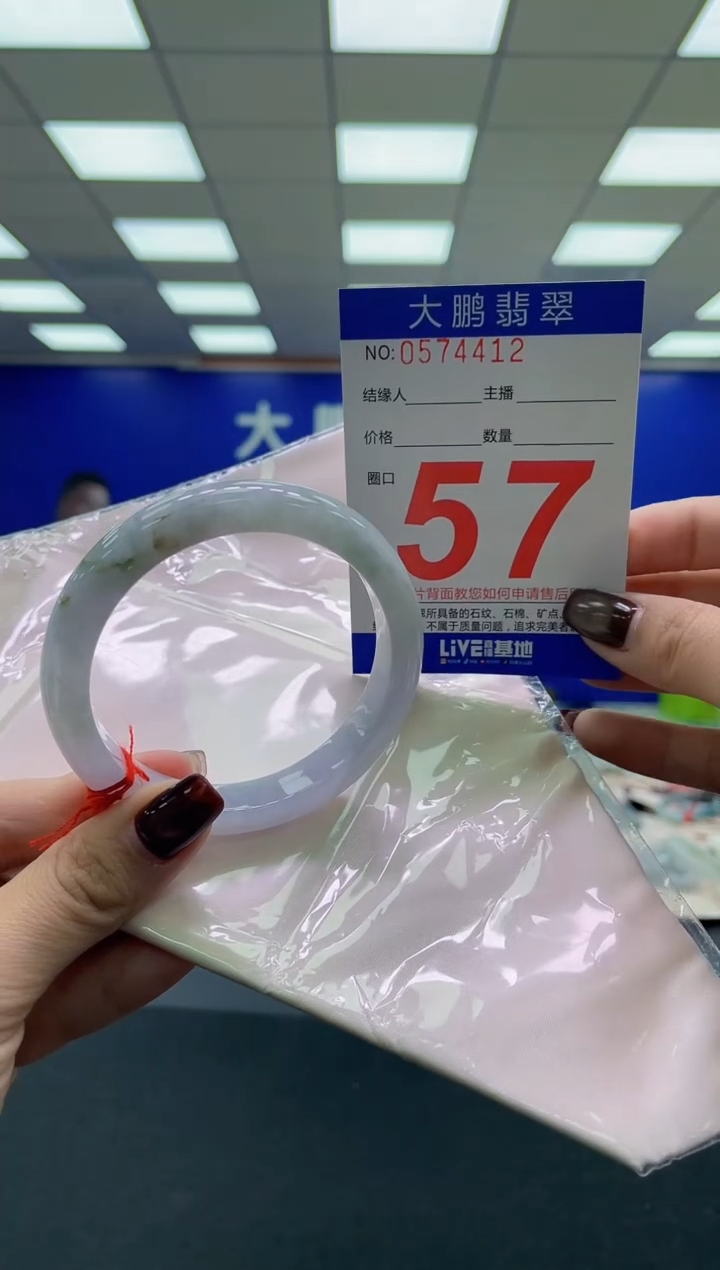 大鹏翡翠
NO:0574412
结缘人 主播
价格 数量
圈口
57
片背面教您如何申请售后
所具备的石纹、石棉、矿点、
不属于质量问题，追求完美者
LiVE 基地
大